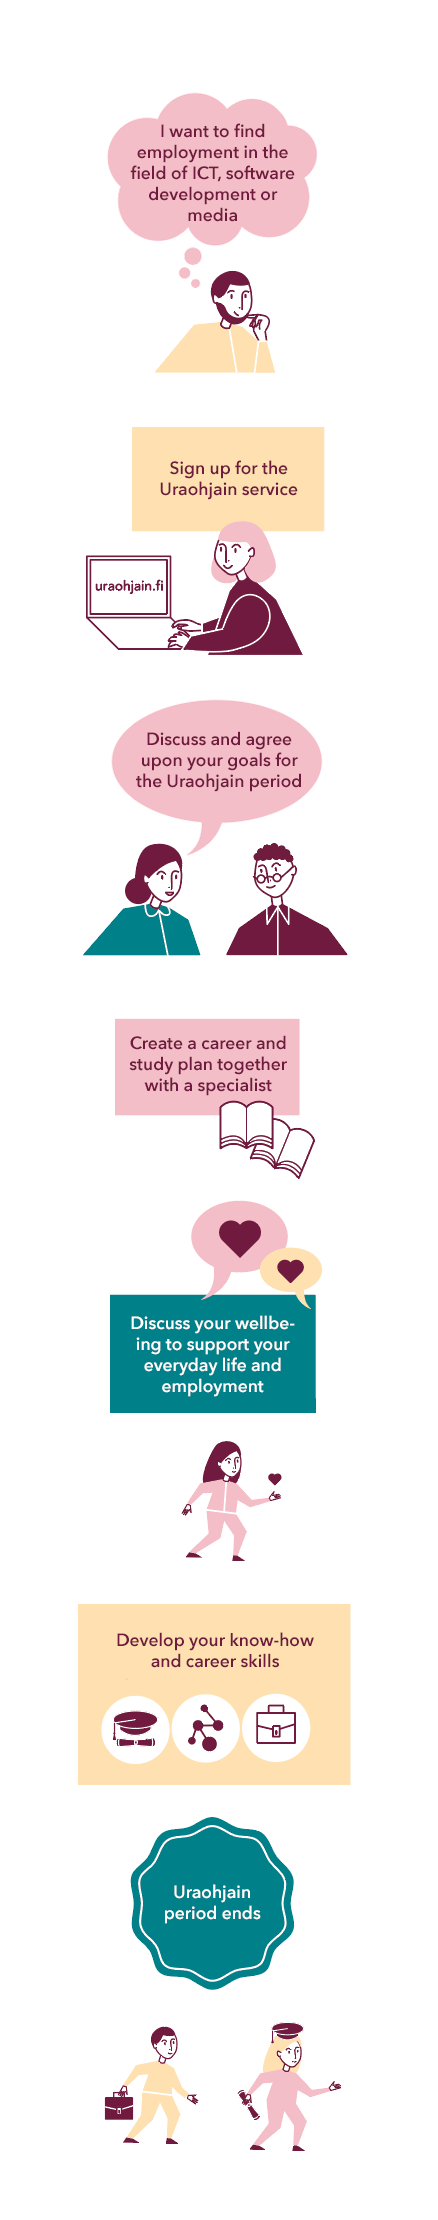 I want to find
employment in the
field of ICT, software
development or
media
Sign up for the
Uraohjain service
uraohjain.fi
Discuss and agree
upon your goals for
the Uraohjain period
Create a career and
study plan together
with a specialist
Discuss your wellbe-
ing to support your
everyday life and
employment
Develop your know-how
and career skills
Uraohjain
period ends